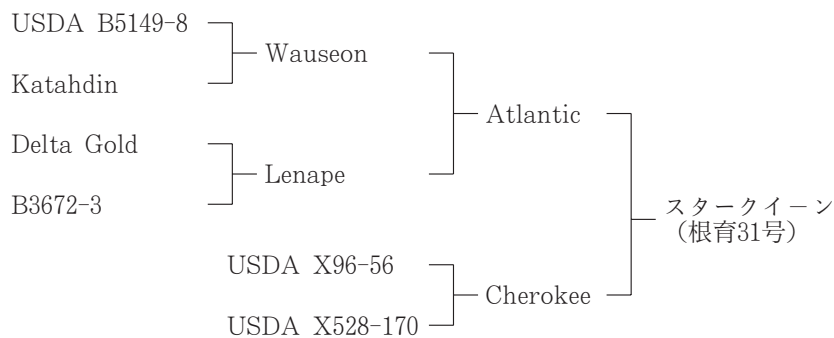 USDA B5149-8
Wauseon
Katahdin
Atlantic
Delta Gold
Lenape
B3672-3
スタークイーン
（根育31号）
USDA X96-56
Cherokee
USDA X528-170